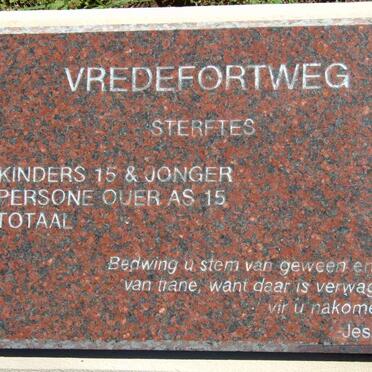 VREDEFORTWEG
STERFTES
KINDERS 15 & JONGER
PERSONE OUER AS 15
TOTAAL
Bedwing u stem van geween en
van trane, want daar is verwag
vir u nakome
Jes